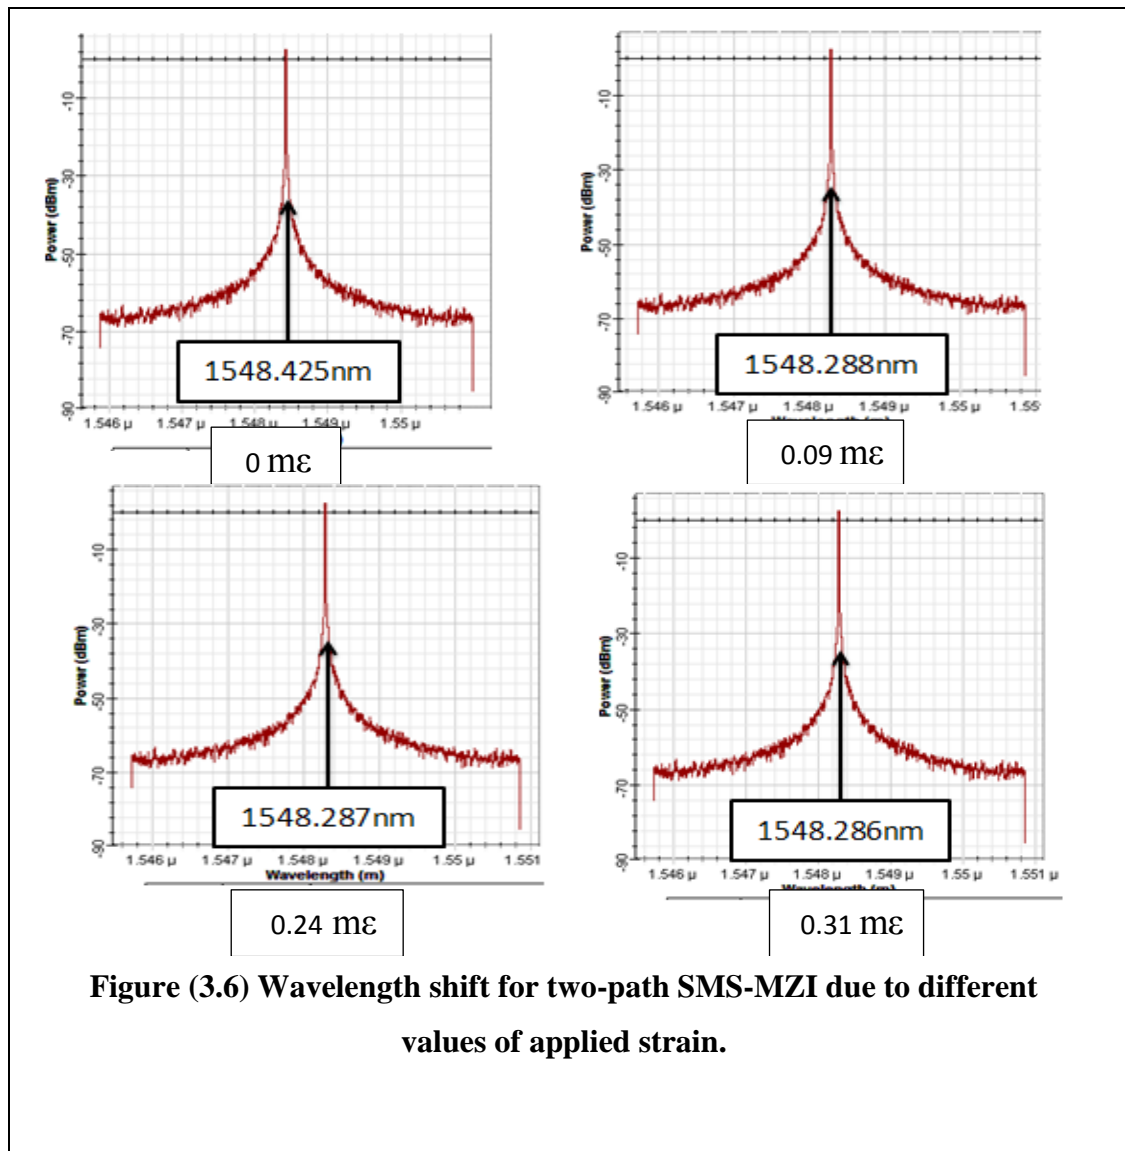 Power (dBm)
-10
-30
-50
-70
-90
1548.425nm
1.546 µ 1.547 µ 1.548 µ 1.549 µ 1.55 µ
0 mε
Power (dBm)
-10
-30
-50
-70
-90
1548.288nm
1.546 µ 1.547 µ 1.548 µ 1.549 µ 1.55 µ
Wavelength (m)
0.09 mε
Power (dBm)
-10
-30
-50
-70
-90
1548.287nm
1.546 µ 1.547 µ 1.548 µ 1.549 µ 1.55 µ 1.551
Wavelength (m)
0.24 mε
Power (dBm)
-10
-30
-50
-70
-90
1548.286nm
1.546 µ 1.547 µ 1.548 µ 1.549 µ 1.55 µ 1.551 µ
Wavelength (m)
0.31 mε
Figure (3.6) Wavelength shift for two-path SMS-MZI due to different
values of applied strain.